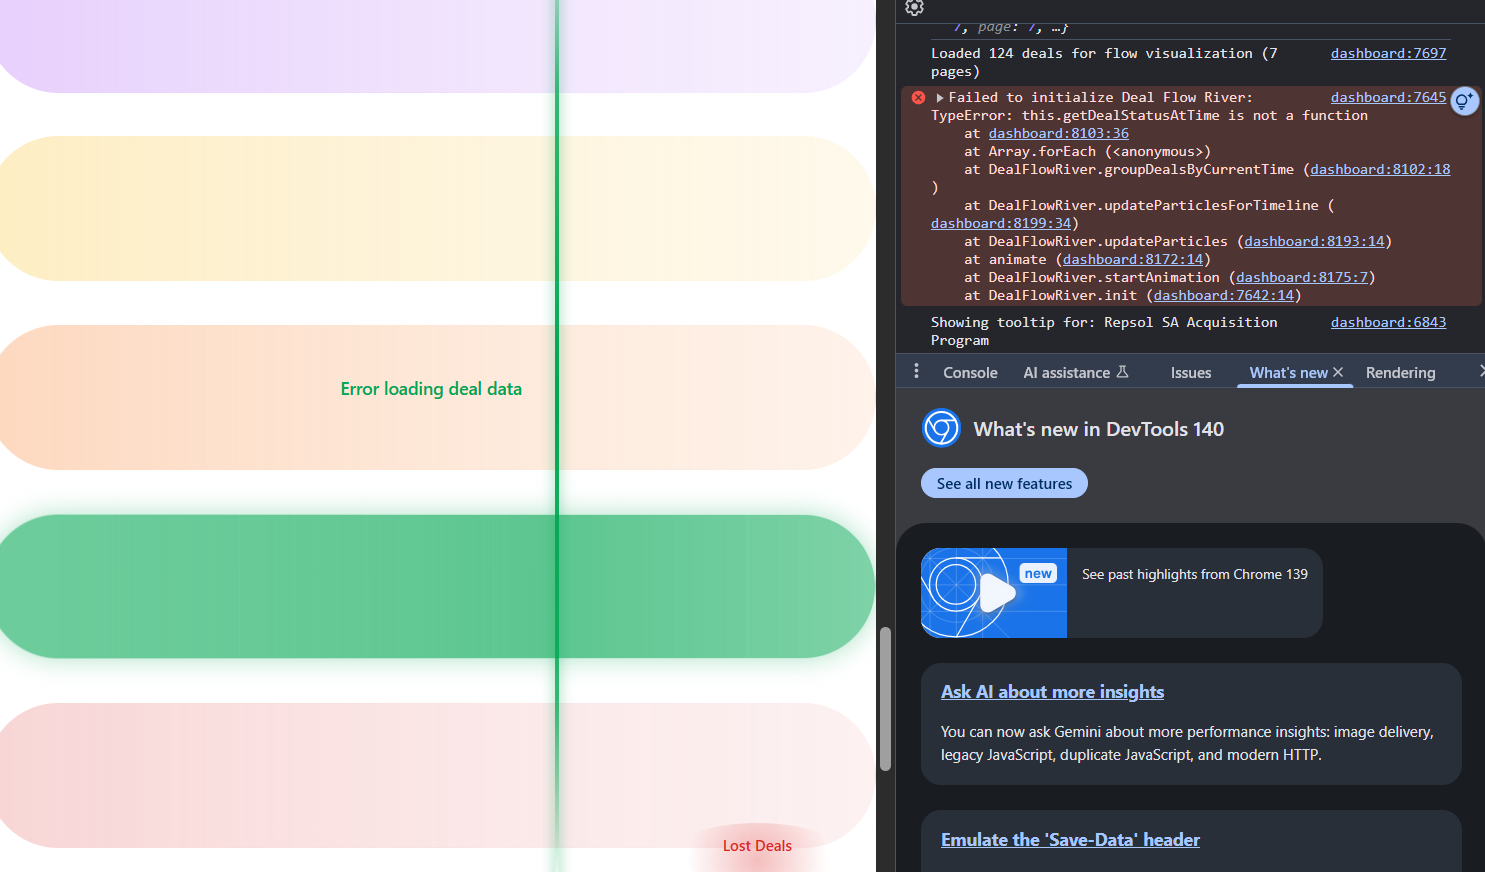 7, page: 7, …}
Loaded 124 deals for flow visualization (7
dashboard:7697
pages)
Failed to initialize Deal Flow River:
dashboard:7645
TypeError: this.getDealStatusAtTime is not a function
at dashboard:8103:36
at Array.forEach (<anonymous>)
at DealFlowRiver.groupDealsByCurrentTime (dashboard:8102:18
)
at DealFlowRiver.updateParticlesForTimeline (
dashboard:8199:34)
at DealFlowRiver.updateParticles (dashboard:8193:14)
at animate (dashboard:8172:14)
at DealFlowRiver.startAnimation (dashboard:8175:7)
at DealFlowRiver.init (dashboard:7642:14)
Showing tooltip for: Repsol SA Acquisition
dashboard:6843
Program
Console AI assistance Issues What's new Rendering
Error loading deal data
What's new in DevTools 140
See all new features
new
See past highlights from Chrome 139
Ask AI about more insights
You can now ask Gemini about more performance insights: image delivery,
legacy JavaScript, duplicate JavaScript, and modern HTTP.
Emulate the 'Save-Data' header
Lost Deals